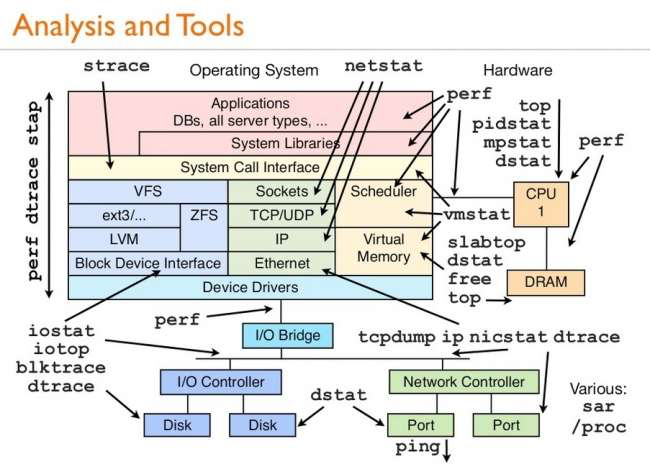 Analysis and Tools
strace
Operating System
netstat
Hardware
perf
Applications
DBs, all server types, ...
System Libraries
System Call Interface
VFS
Sockets
Scheduler
ext3/...
ZFS
TCP/UDP
LVM
IP
Virtual
Memory
Block Device Interface
Ethernet
Device Drivers
perf dtrace stap
top
pidstat
mpstat
dstat
perf
CPU
1
vmstat
slabtop
dstat
free
top
DRAM
perf
I/O Bridge
iostat
iotop
blktrace
dtrace
tcpdump ip nicstat dtrace
I/O Controller
Network Controller
Disk
Disk
dstat
Port
Port
ping
Various:
sar
/proc